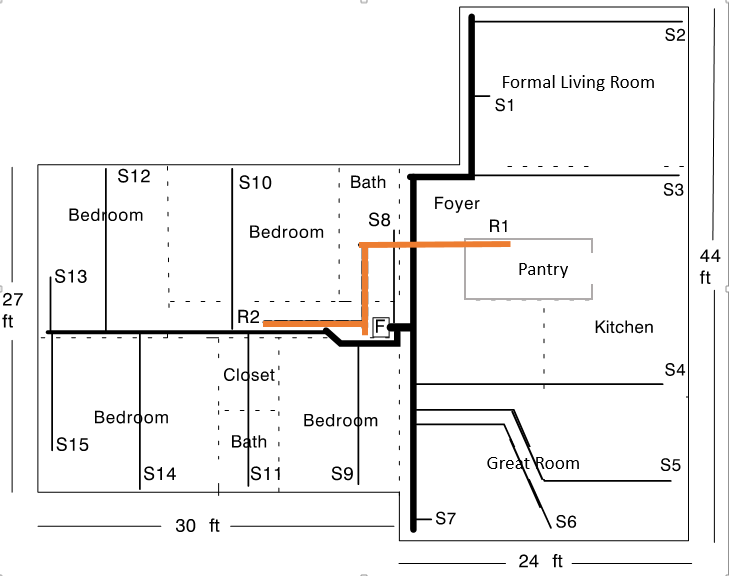 S2
Formal Living Room
S1
S12
S10
Bath
S3
Bedroom
Foyer
S8
Bedroom
R1
44
ft
S13
Pantry
27
ft
R2
F
Kitchen
Closet
S4
Bedroom
Bedroom
Bath
S15
Great Room
S5
S14
S11
S9
S7
S6
30 ft
24 ft